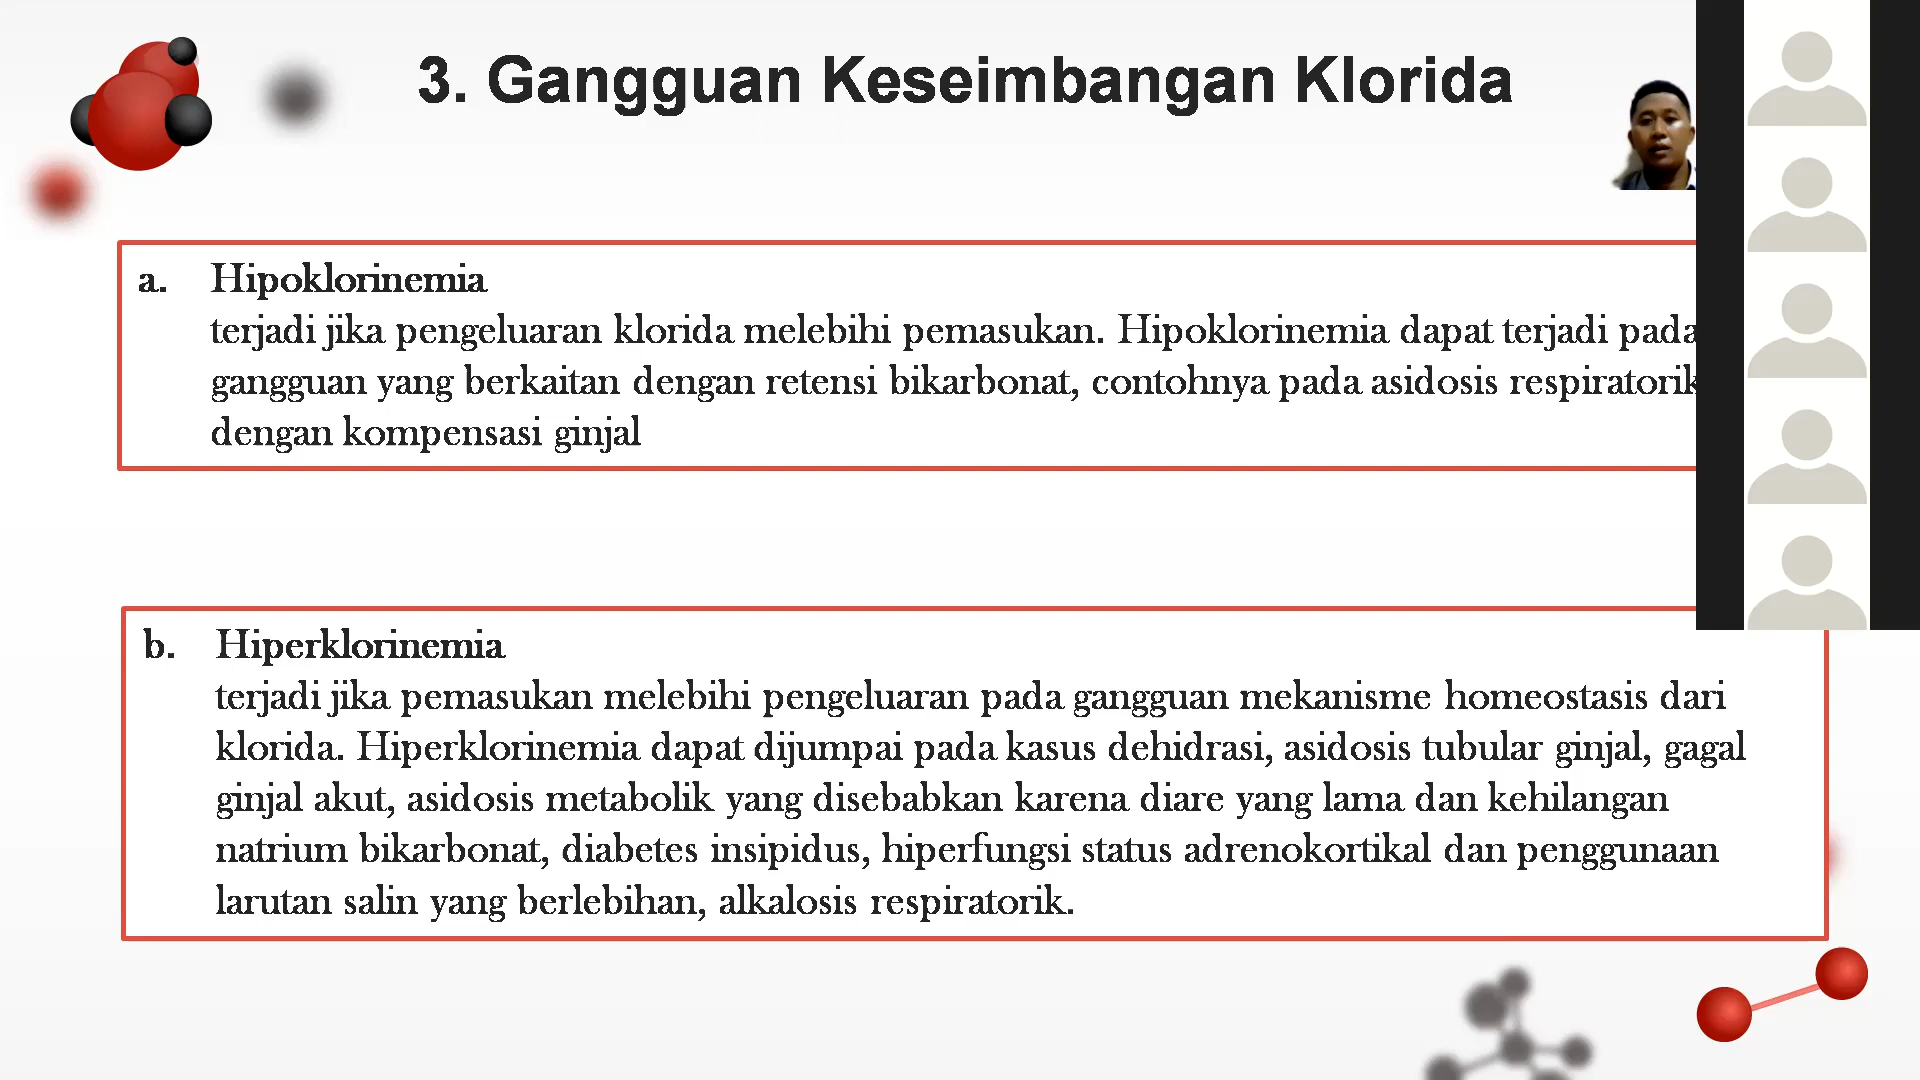 3. Gangguan Keseimbangan Klorida
a. Hipoklorinemia
terjadi jika pengeluaran klorida melebihi pemasukan. Hipoklorinemia dapat terjadi pada
gangguan yang berkaitan dengan retensi bikarbonat, contohnya pada asidosis respiratorik
dengan kompensasi ginjal
b. Hiperklorinemia
terjadi jika pemasukan melebihi pengeluaran pada gangguan mekanisme homeostasis dari
klorida. Hiperklorinemia dapat dijumpai pada kasus dehidrasi, asidosis tubular ginjal, gagal
ginjal akut, asidosis metabolik yang disebabkan karena diare yang lama dan kehilangan
natrium bikarbonat, diabetes insipidus, hiperfungsi status adrenokortikal dan penggunaan
larutan salin yang berlebihan, alkalosis respiratorik.